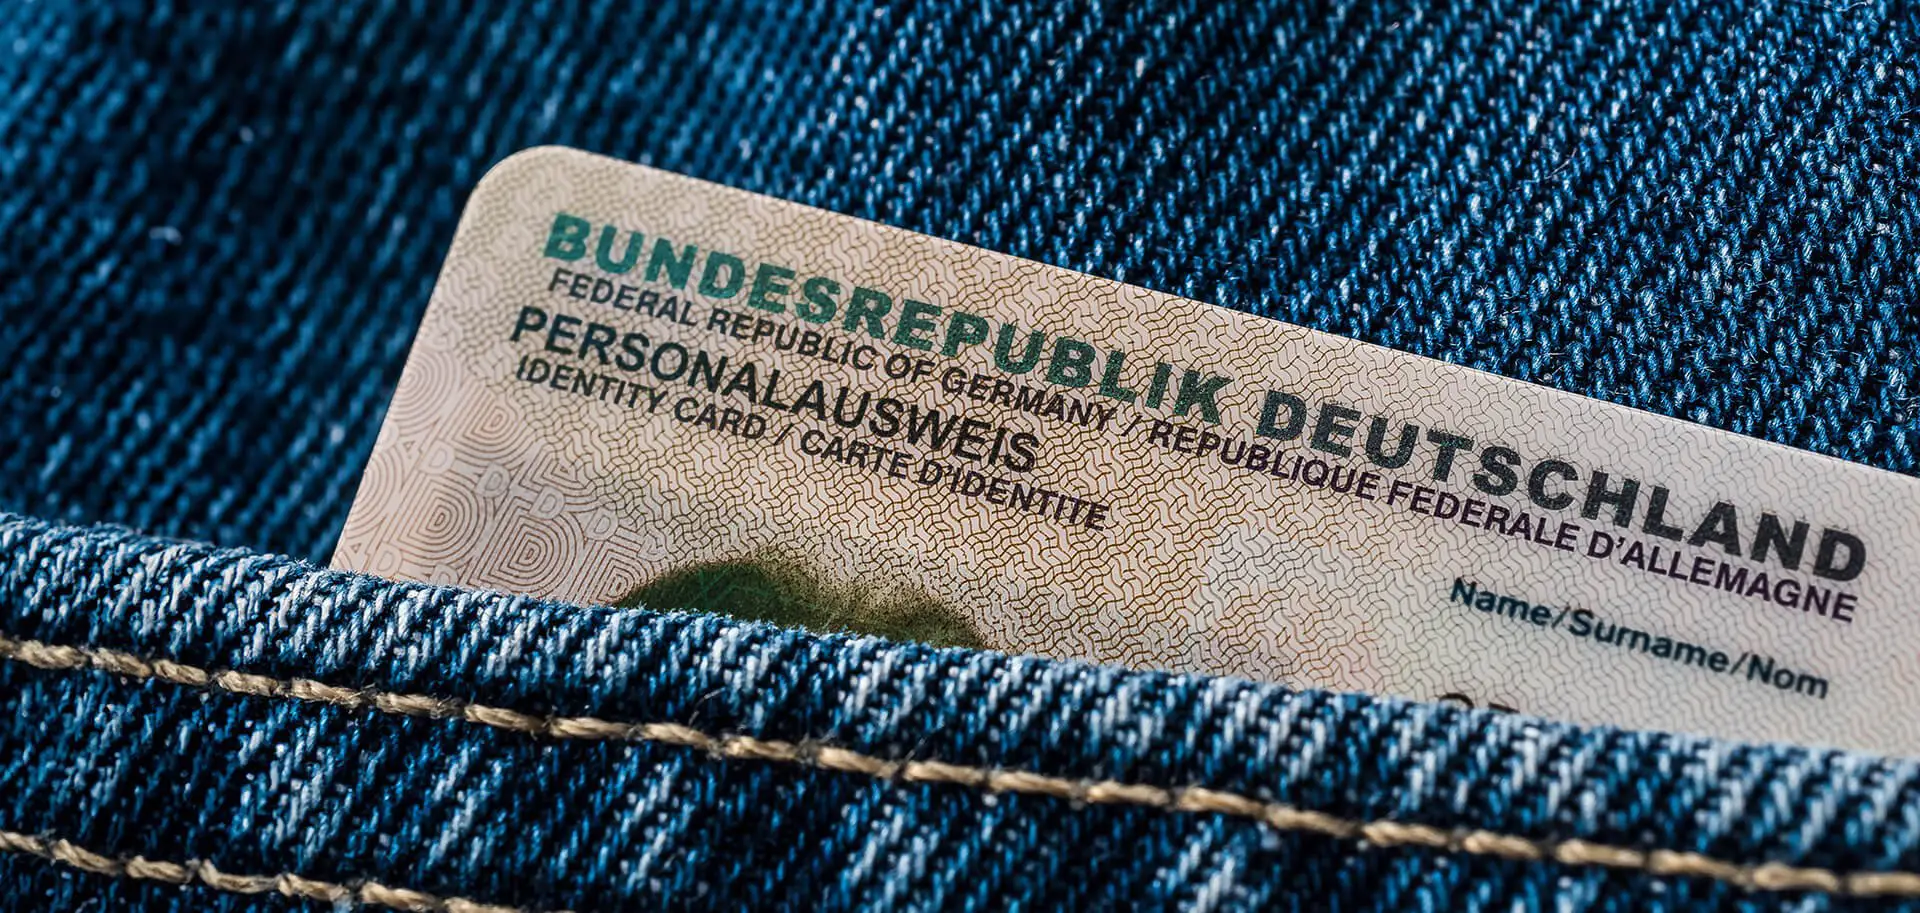 BUNDESREPUBLIK DEUTSCHLAND
FEDERAL REPUBLIC OF GERMANY / REPUBLIQUE FEDERALE D'ALLEMAGNE
PERSONALAUSWEIS
IDENTITY CARD / CARTE D'IDENTITE
Name/Surname/Nom